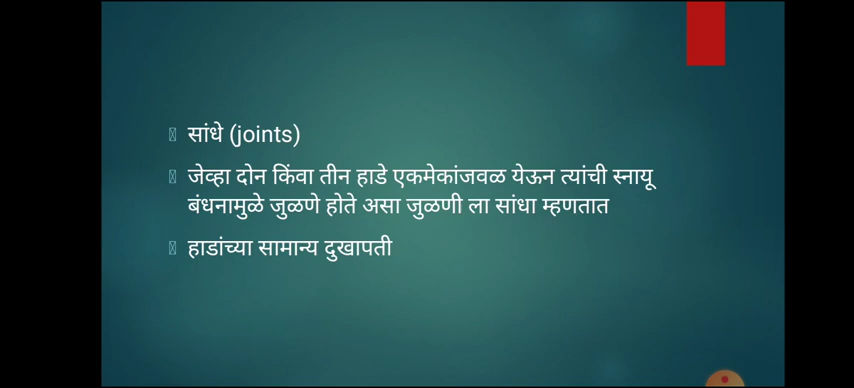 सांधे (joints)
जेव्हा दोन किंवा तीन हाडे एकमेकांजवळ येऊन त्यांची स्नायू
बंधनामुळे जुळणे होते असा जुळणी ला सांधा म्हणतात
हाडांच्या सामान्य दुखापती